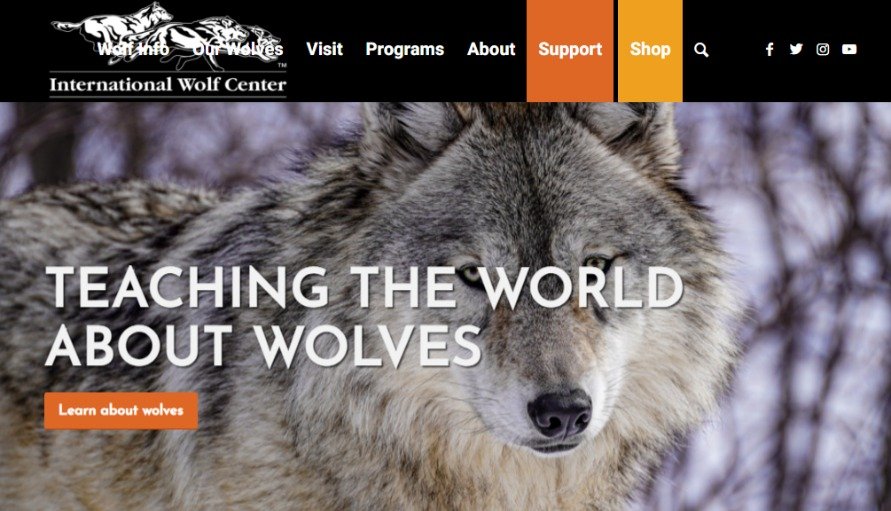 Wolf Info Our Wolves Visit Programs About Support Shop
TM
International Wolf Center
TEACHING THE WORLD
ABOUT WOLVES
Learn about wolves